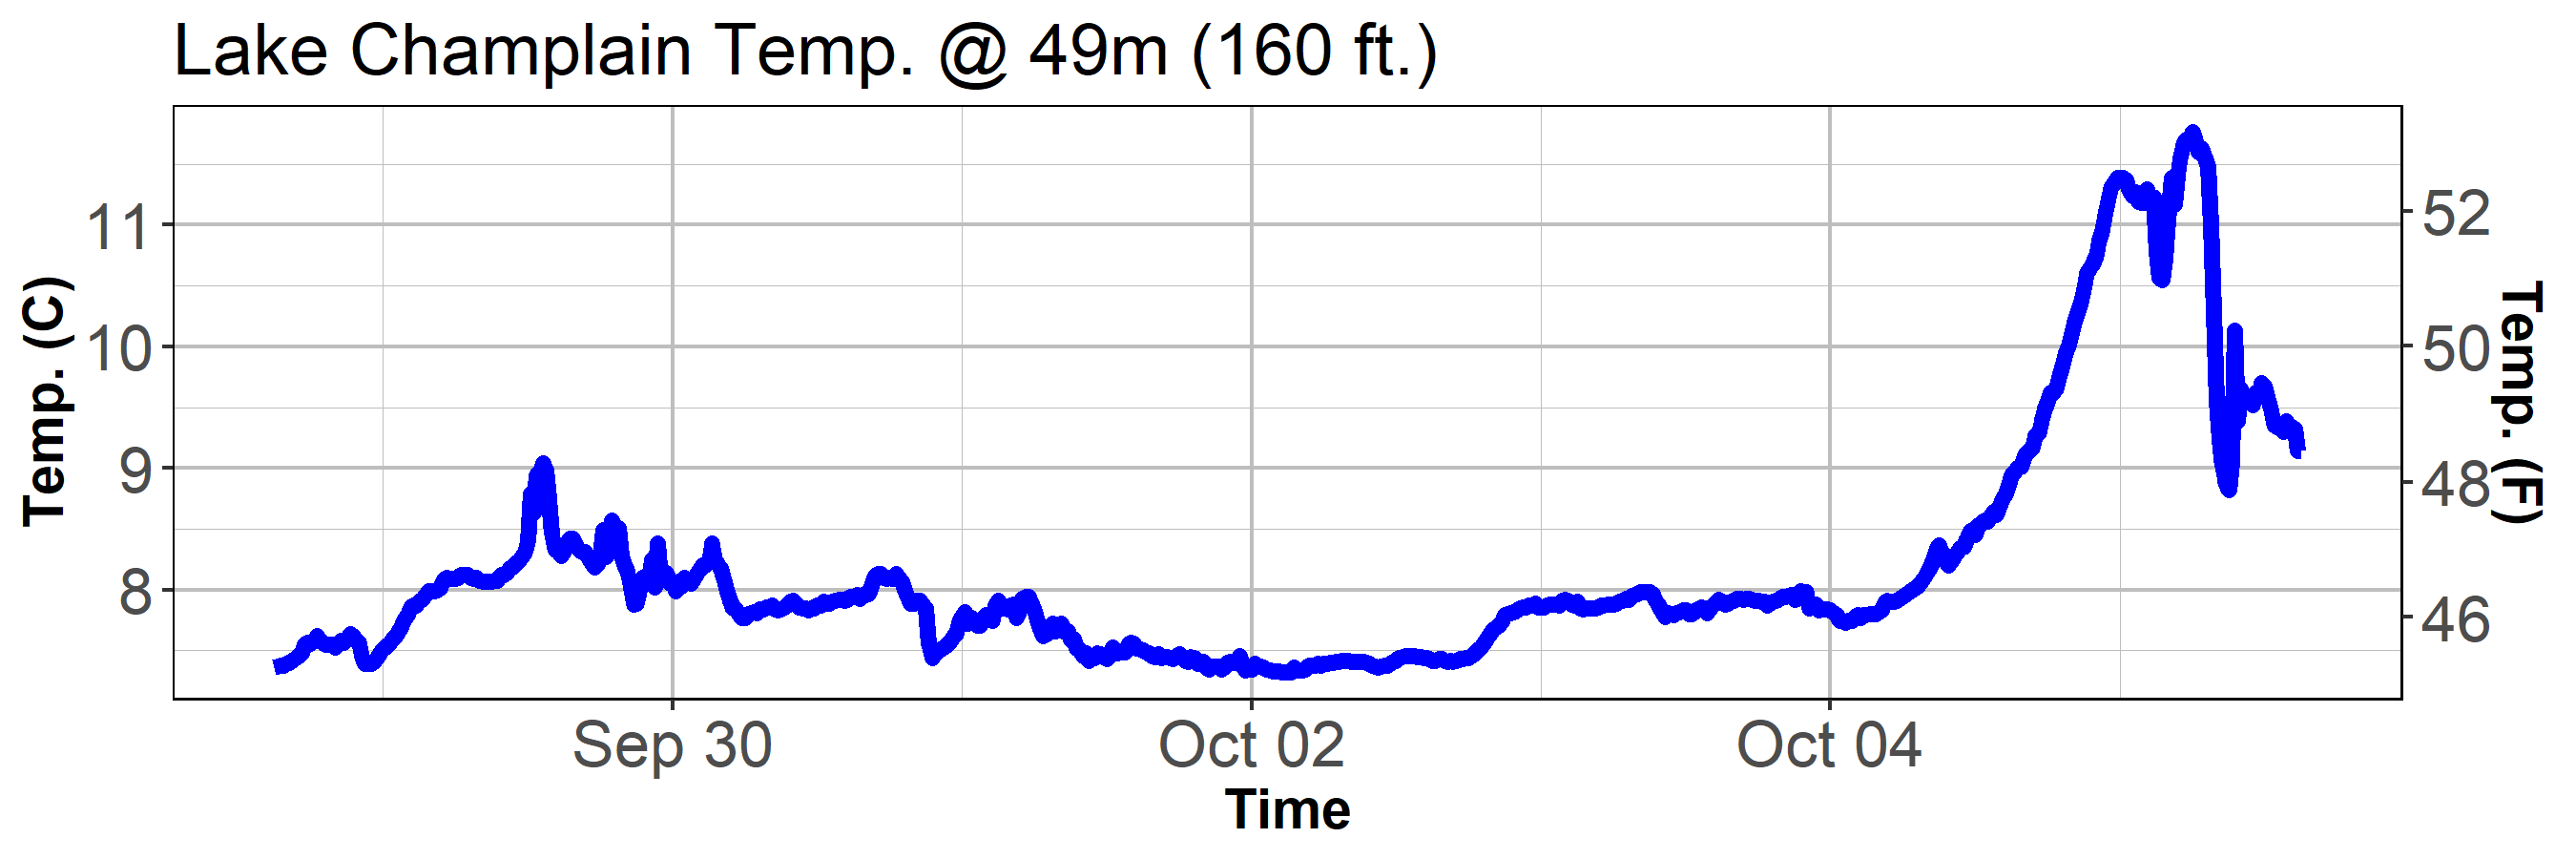 Lake Champlain Temp. @ 49m (160 ft.)
Temp. (C)
11
10
9
8
52
50
48
46
Temp. (F)
Sep 30
Oct 02
Oct 04
Time